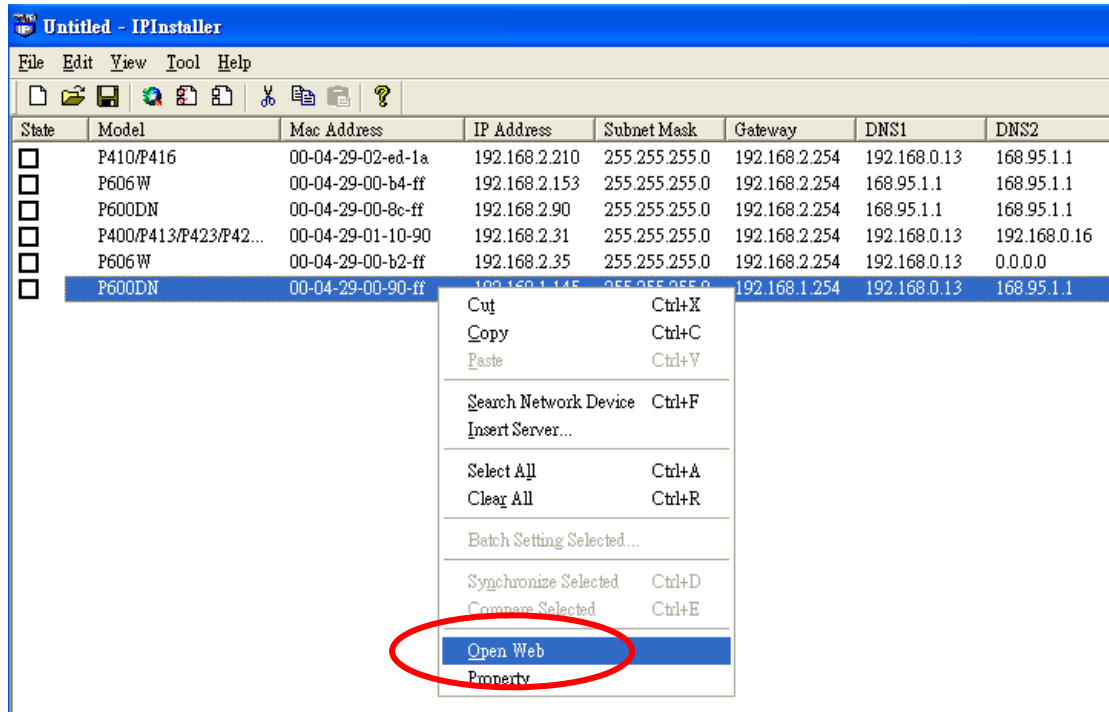 Untitled - IPInstaller
File Edit View Tool Help
State Model Mac Address IP Address Subnet Mask Gateway DNS1 DNS2
P410/P416 00-04-29-02-ed-1a 192.168.2.210 255.255.255.0 192.168.2.254 192.168.0.13 168.95.1.1
P606W 00-04-29-00-b4-ff 192.168.2.153 255.255.255.0 192.168.2.254 168.95.1.1 168.95.1.1
P600DN 00-04-29-00-8c-ff 192.168.2.90 255.255.255.0 192.168.2.254 168.95.1.1 168.95.1.1
P400/P413/P423/P42... 00-04-29-01-10-90 192.168.2.31 255.255.255.0 192.168.2.254 192.168.0.13 192.168.0.16
P606W 00-04-29-00-b2-ff 192.168.2.35 255.255.255.0 192.168.2.254 192.168.0.13 0.0.0.0
P600DN 00-04-29-00-90-ff 192.168.1.145 255.255.255.0 192.168.1.254 192.168.0.13 168.95.1.1
Cut Ctrl+X
Copy Ctrl+C
Paste Ctrl+V
Search Network Device Ctrl+F
Insert Server...
Select All Ctrl+A
Clear All Ctrl+R
Batch Setting Selected...
Synchronize Selected Ctrl+D
Compare Selected Ctrl+E
Open Web
Property